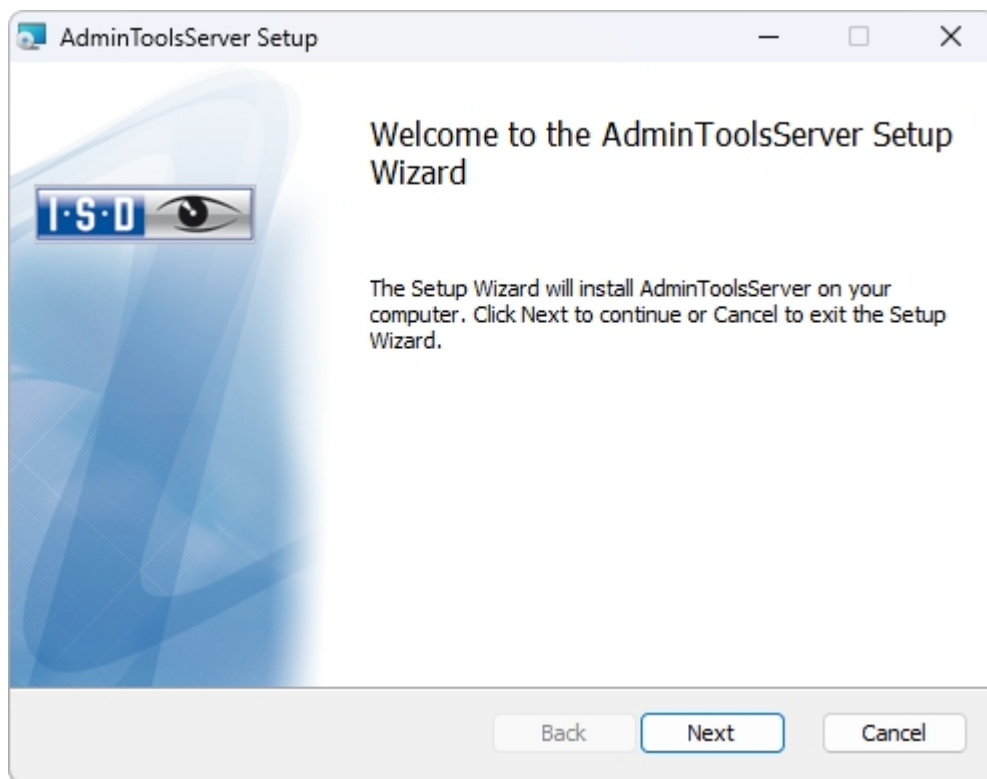 AdminToolsServer Setup
Welcome to the AdminToolsServer Setup
Wizard
I·S·D
The Setup Wizard will install AdminToolsServer on your
computer. Click Next to continue or Cancel to exit the Setup
Wizard.
Back
Next
Cancel